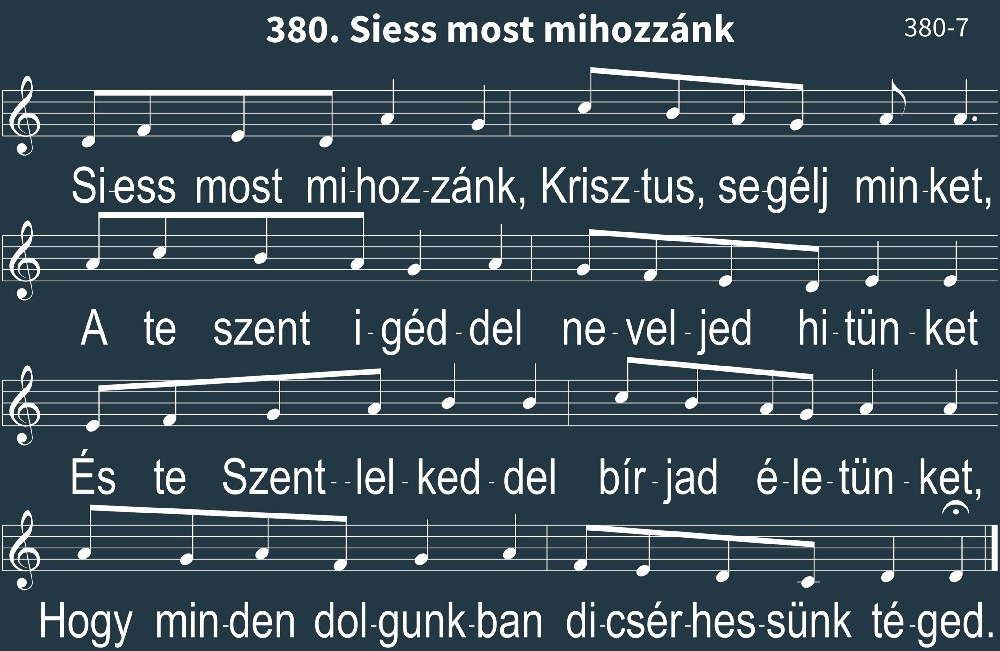 380. Siess most mihozzánk
380-7
Si-ess most mi-hoz-zánk, Krisz-tus, se-gélj min-ket,
A te szent i-géd-del ne-vel-jed hi-tün-ket
És te Szent--lel-ked-del bír-jad é-le-tün-ket,
Hogy min-den dol-gunk-ban di-csér-hes-sünk té-ged.